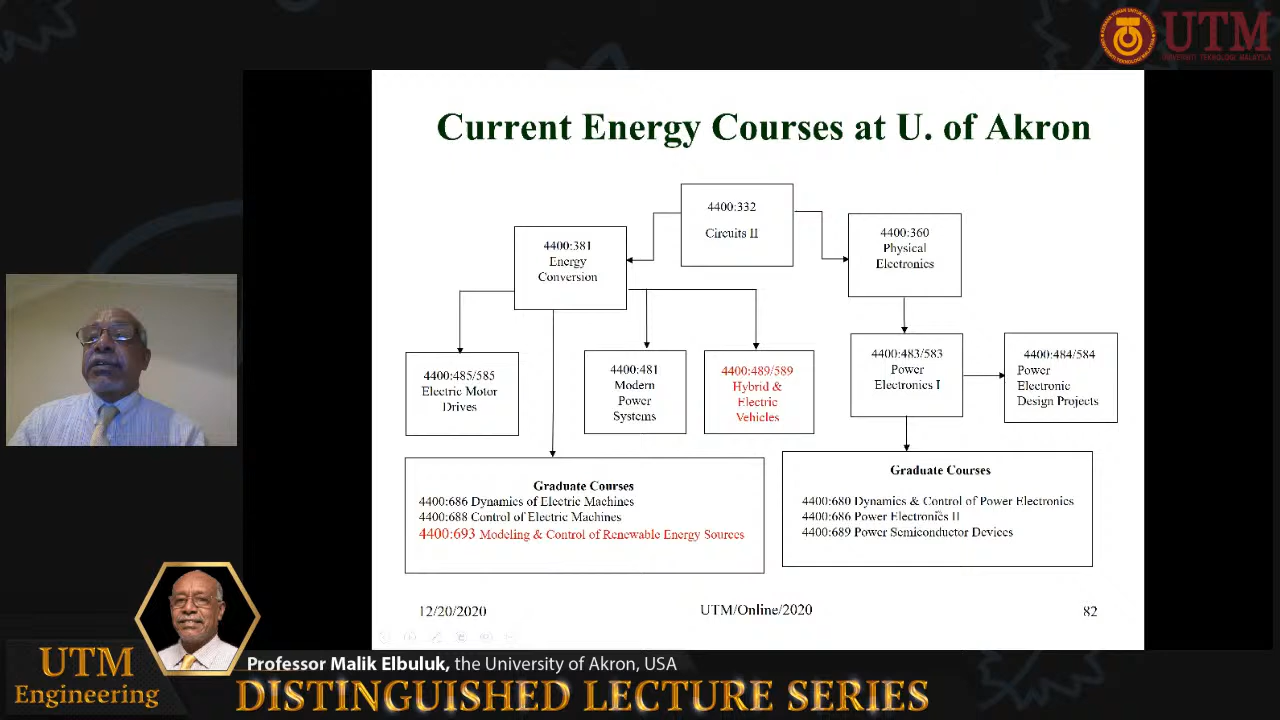 UTM
UNIVERSITI TEKNOLOGI MALAYSIA
Current Energy Courses at U. of Akron
4400:332
Circuits II
4400:381
Energy
Conversion
4400:360
Physical
Electronics
4400:485/585
Electric Motor
Drives
4400:481
Modern
Power
Systems
4400:489/589
Hybrid &
Electric
Vehicles
4400:483/583
Power
Electronics I
4400:484/584
Power
Electronic
Design Projects
Graduate Courses
4400:686 Dynamics of Electric Machines
4400:688 Control of Electric Machines
4400:693 Modeling & Control of Renewable Energy Sources
Graduate Courses
4400:680 Dynamics & Control of Power Electronics
4400:686 Power Electronics II
4400:689 Power Semiconductor Devices
12/20/2020
UTM/Online/2020
82
UTM
Engineering
Professor Malik Elbuluk, the University of Akron, USA
DISTINGUISHED LECTURE SERIES